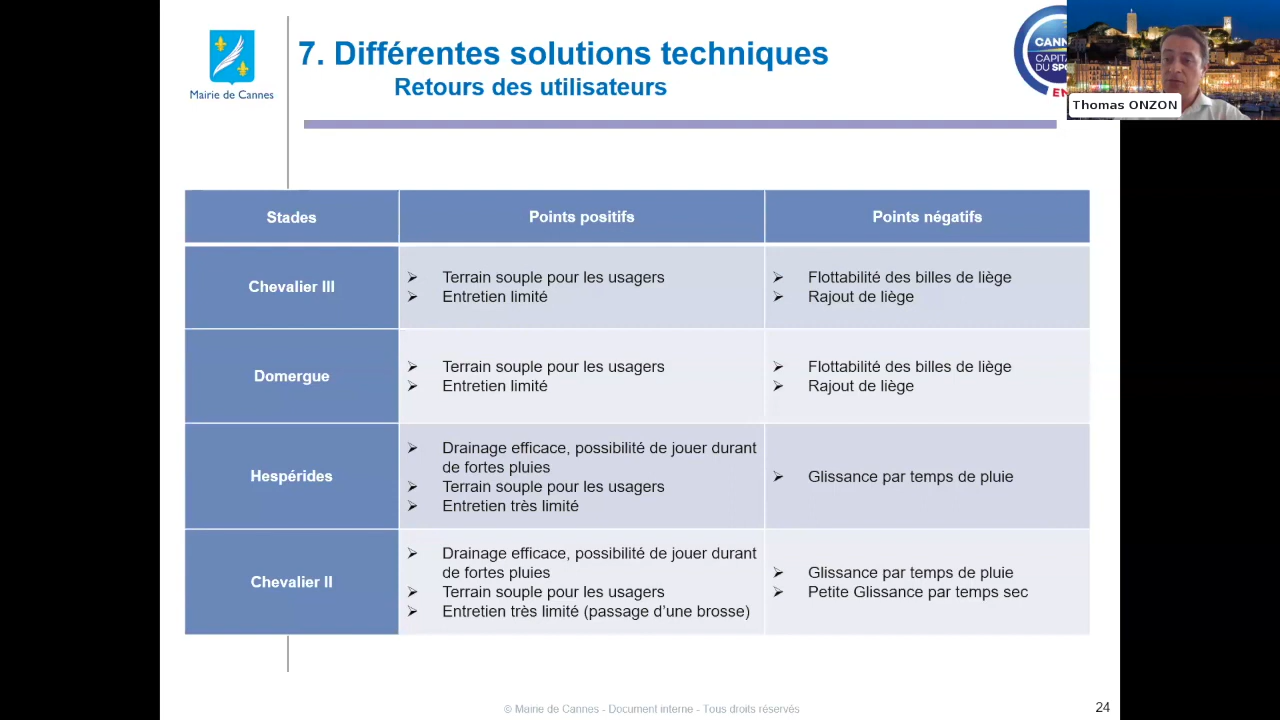 7. Différentes solutions techniques
Retours des utilisateurs
Mairie de Cannes
CANN
CAPITA
DU SPO
EN
Thomas ONZON
Stades
Points positifs
Points négatifs
Chevalier III
➢ Terrain souple pour les usagers
➢ Entretien limité
➢ Flottabilité des billes de liège
➢ Rajout de liège
Domergue
➢ Terrain souple pour les usagers
➢ Entretien limité
➢ Flottabilité des billes de liège
➢ Rajout de liège
Hespérides
➢ Drainage efficace, possibilité de jouer durant
de fortes pluies
➢ Terrain souple pour les usagers
➢ Entretien très limité
➢ Glissance par temps de pluie
Chevalier II
➢ Drainage efficace, possibilité de jouer durant
de fortes pluies
➢ Terrain souple pour les usagers
➢ Entretien très limité (passage d'une brosse)
➢ Glissance par temps de pluie
➢ Petite Glissance par temps sec
© Mairie de Cannes - Document interne - Tous droits réservés
24